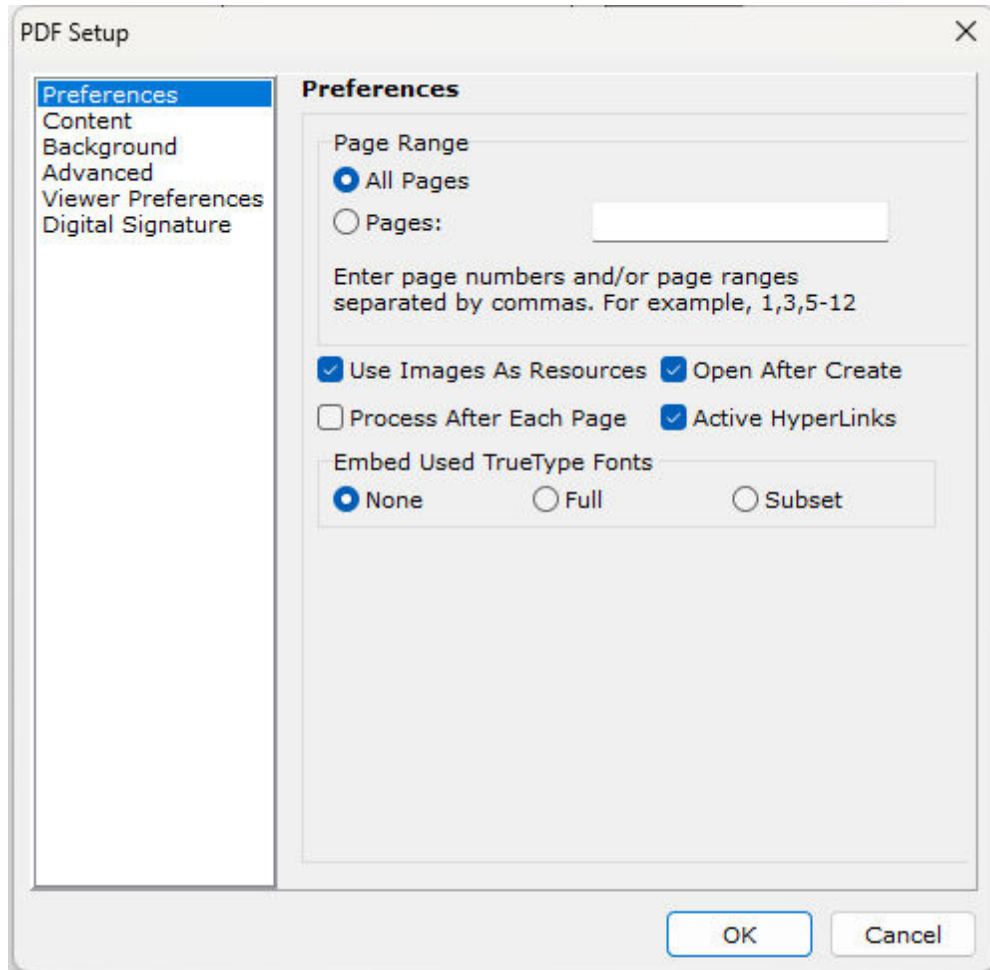 PDF Setup
Preferences
Content
Background
Advanced
Viewer Preferences
Digital Signature
Preferences
Page Range
All Pages
Pages:
Enter page numbers and/or page ranges
separated by commas. For example, 1,3,5-12
Use Images As Resources Open After Create
Process After Each Page Active HyperLinks
Embed Used TrueType Fonts
None Full Subset
OK Cancel